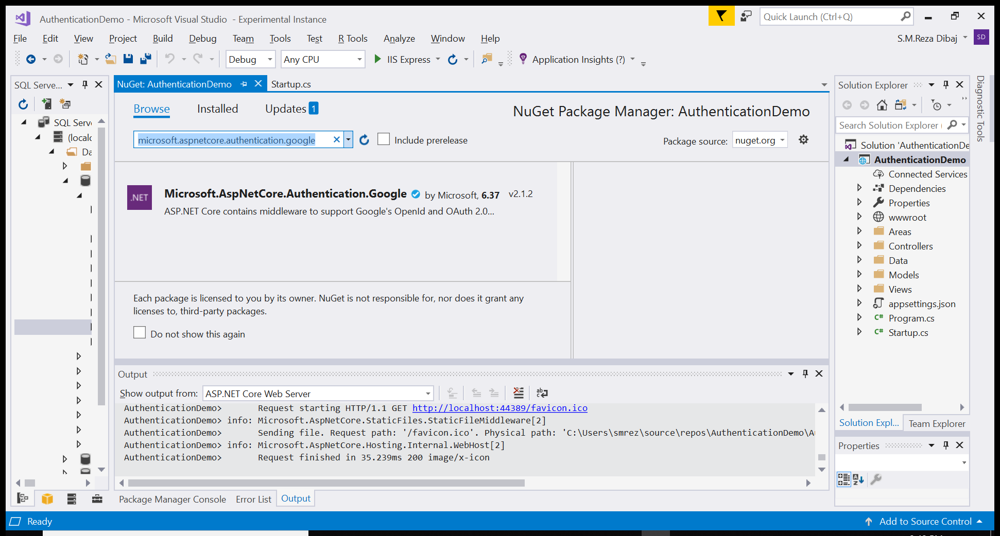 AuthenticationDemo - Microsoft Visual Studio - Experimental Instance
Quick Launch (Ctrl+Q)
File Edit View Project Build Debug Team Tools Test R Tools Analyze Window Help
S.M.Reza Dibaj SD
Debug Any CPU IIS Express Application Insights (?)
SQL Serve...
SQL Serv
(localc
Da
NuGet: AuthenticationDemo Startup.cs
Browse Installed Updates 1
NuGet Package Manager: AuthenticationDemo
microsoft.aspnetcore.authentication.google
Include prerelease
Package source: nuget.org
.NET
Microsoft.AspNetCore.Authentication.Google by Microsoft, 6.37 v2.1.2
ASP.NET Core contains middleware to support Google's OpenId and OAuth 2.0...
Each package is licensed to you by its owner. NuGet is not responsible for, nor does it grant any
licenses to, third-party packages.
Do not show this again
Output
Show output from: ASP.NET Core Web Server
AuthenticationDemo> Request starting HTTP/1.1 GET http://localhost:44389/favicon.ico
AuthenticationDemo> info: Microsoft.AspNetCore.StaticFiles.StaticFileMiddleware[2]
AuthenticationDemo> Sending file. Request path: '/favicon.ico'. Physical path: 'C:\Users\smrez\source\repos\AuthenticationDemo\Au
AuthenticationDemo> info: Microsoft.AspNetCore.Hosting.Internal.WebHost[2]
AuthenticationDemo> Request finished in 35.239ms 200 image/x-icon
Package Manager Console Error List Output
Solution Explorer
Search Solution Explorer (
Solution 'AuthenticationDe
AuthenticationDemo
Connected Services
Dependencies
Properties
wwwroot
Areas
Controllers
Data
Models
Views
appsettings.json
C# Program.cs
C# Startup.cs
Solution Expl... Team Explorer
Properties
Diagnostic Tools
Ready
Add to Source Control